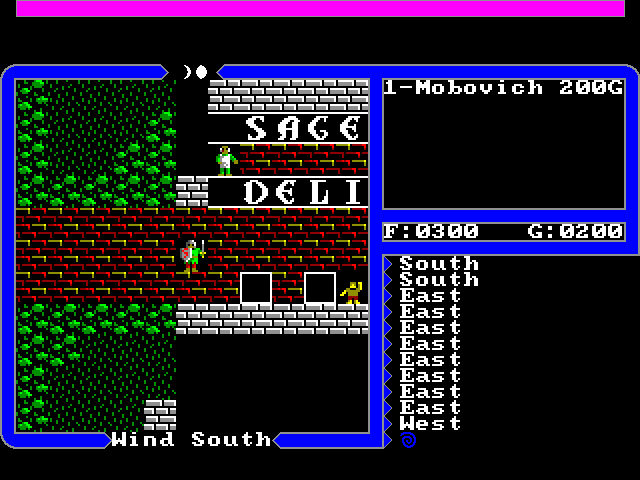 1-Mobovich 200G
SAGE
DELI
F:0300 G:0200
South
South
East
East
East
East
East
East
East
East
West
Wind South